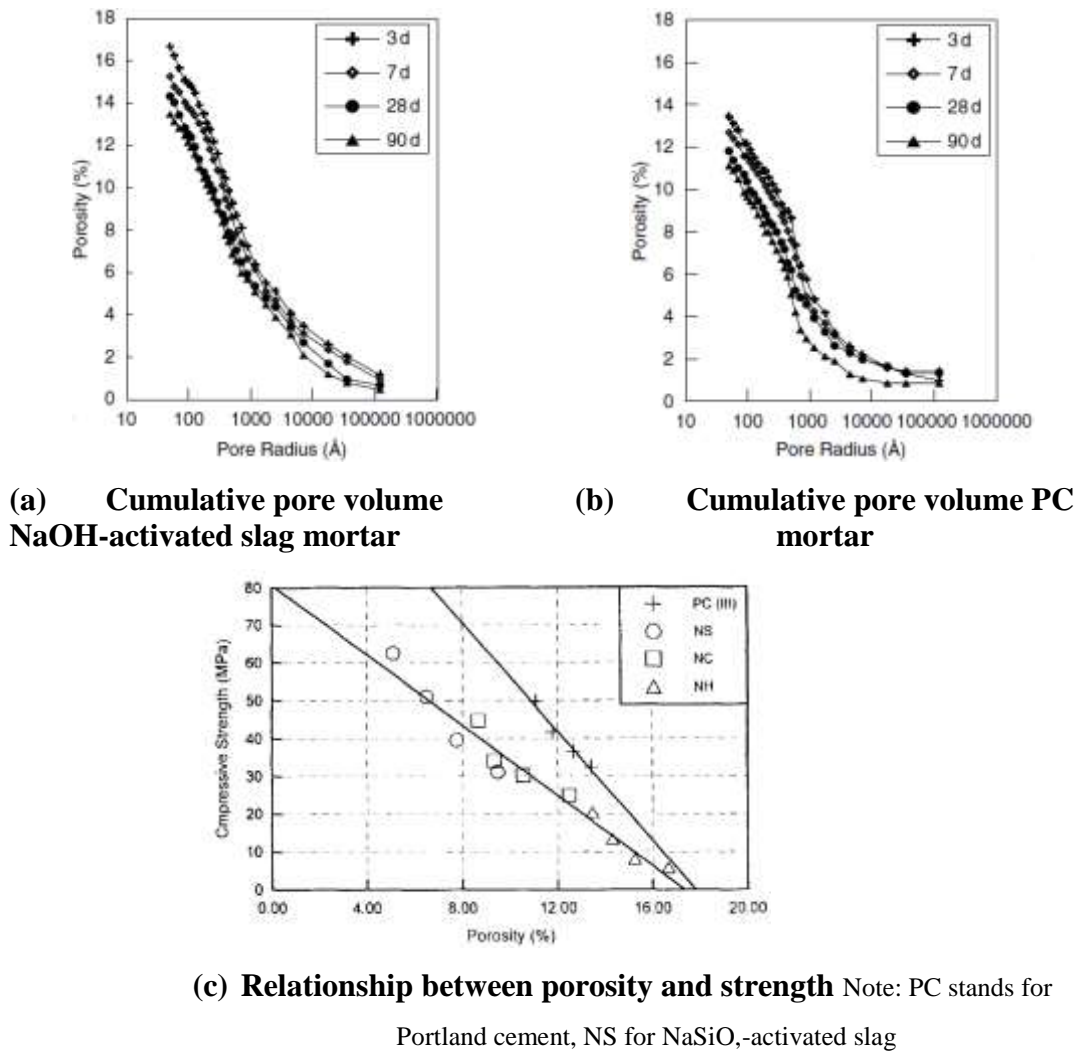 18
16
14
12
10
8
6
4
2
0
Porosity (%)
3d
7d
28d
90d
10 100 1000 10000 100000 1000000
Pore Radius (Å)
18
16
14
12
10
8
6
4
2
0
Porosity (%)
3d
7d
28d
90d
10 100 1000 10000 100000 1000000
Pore Radius (Å)
(a) Cumulative pore volume
NaOH-activated slag mortar
(b) Cumulative pore volume PC
mortar
80
70
60
50
40
30
20
10
0
Cmpressive Strength (MPa)
PC (III)
NS
NC
NH
0.00 4.00 8.00 12.00 16.00 20.00
Porosity (%)
(c) Relationship between porosity and strength Note: PC stands for
Portland cement, NS for NaSiO,-activated slag